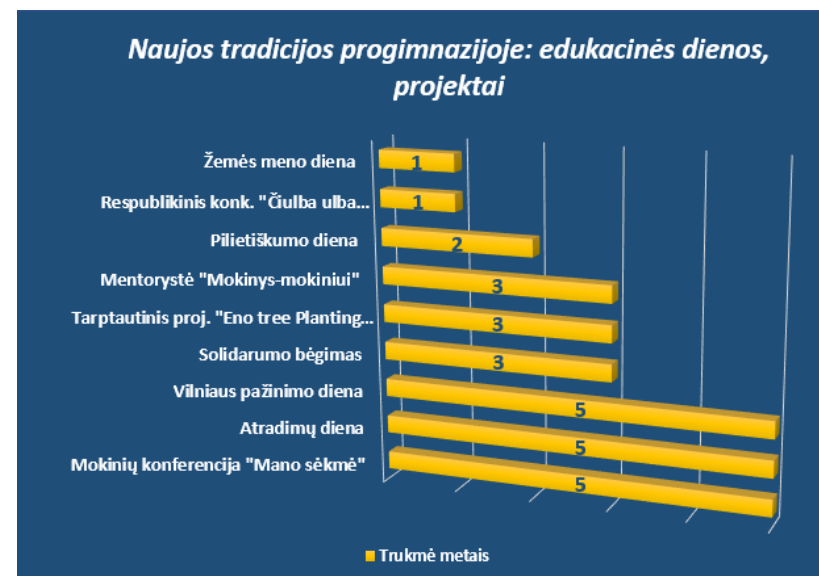 Naujos tradicijos progimnazijoje: edukacinės dienos,
projektai
Žemės meno diena
1
Respublikinis konk. "Čiulba ulba...
1
Pilietiškumo diena
2
Mentorystė "Mokinys-mokiniui"
3
Tarptautinis proj. "Eno tree Planting...
3
Solidarumo bėgimas
3
Vilniaus pažinimo diena
5
Atradimų diena
5
Mokinių konferencija "Mano sėkmė"
5
Trukmė metais